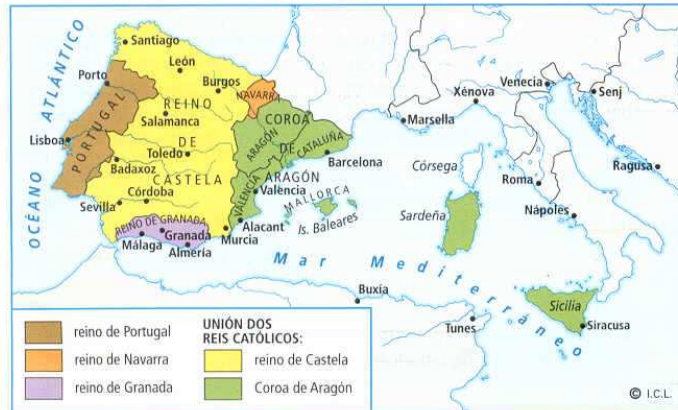 OCÉANO ATLÁNTICO
Santiago
León
Burgos
Porto
NAVARRA
REINO
Salamanca
COROA
ARAGÓN
DE
CATALUÑA
PORTUGAL
Lisboa
DE
Toledo
Barcelona
Badaxoz
ARAGÓN
CASTELA
VALENCIA
Valencia
MALLORCA
Is. Baleares
Córdoba
Sevilla
Alacant
REINO DE GRANADA
Granada
Murcia
Málaga
Almería
Marsella
Xénova
Venecia
Senj
Córsega
Roma
Ragusa
Sardeña
Nápoles
Mar Mediterráneo
Buxía
Tunes
Sicilia
Siracusa
reino de Portugal
reino de Navarra
reino de Granada
UNIÓN DOS
REIS CATÓLICOS:
reino de Castela
Coroa de Aragón
© I.C.L.